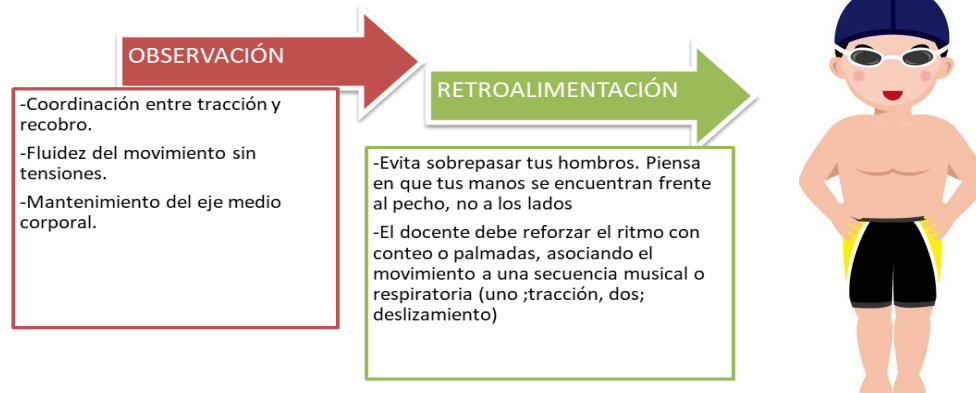 OBSERVACIÓN
-Coordinación entre tracción y
recobro.
-Fluidez del movimiento sin
tensiones.
-Mantenimiento del eje medio
corporal.
RETROALIMENTACIÓN
-Evita sobrepasar tus hombros. Piensa
en que tus manos se encuentran frente
al pecho, no a los lados
-El docente debe reforzar el ritmo con
conteo o palmadas, asociando el
movimiento a una secuencia musical o
respiratoria (uno ;tracción, dos;
deslizamiento)